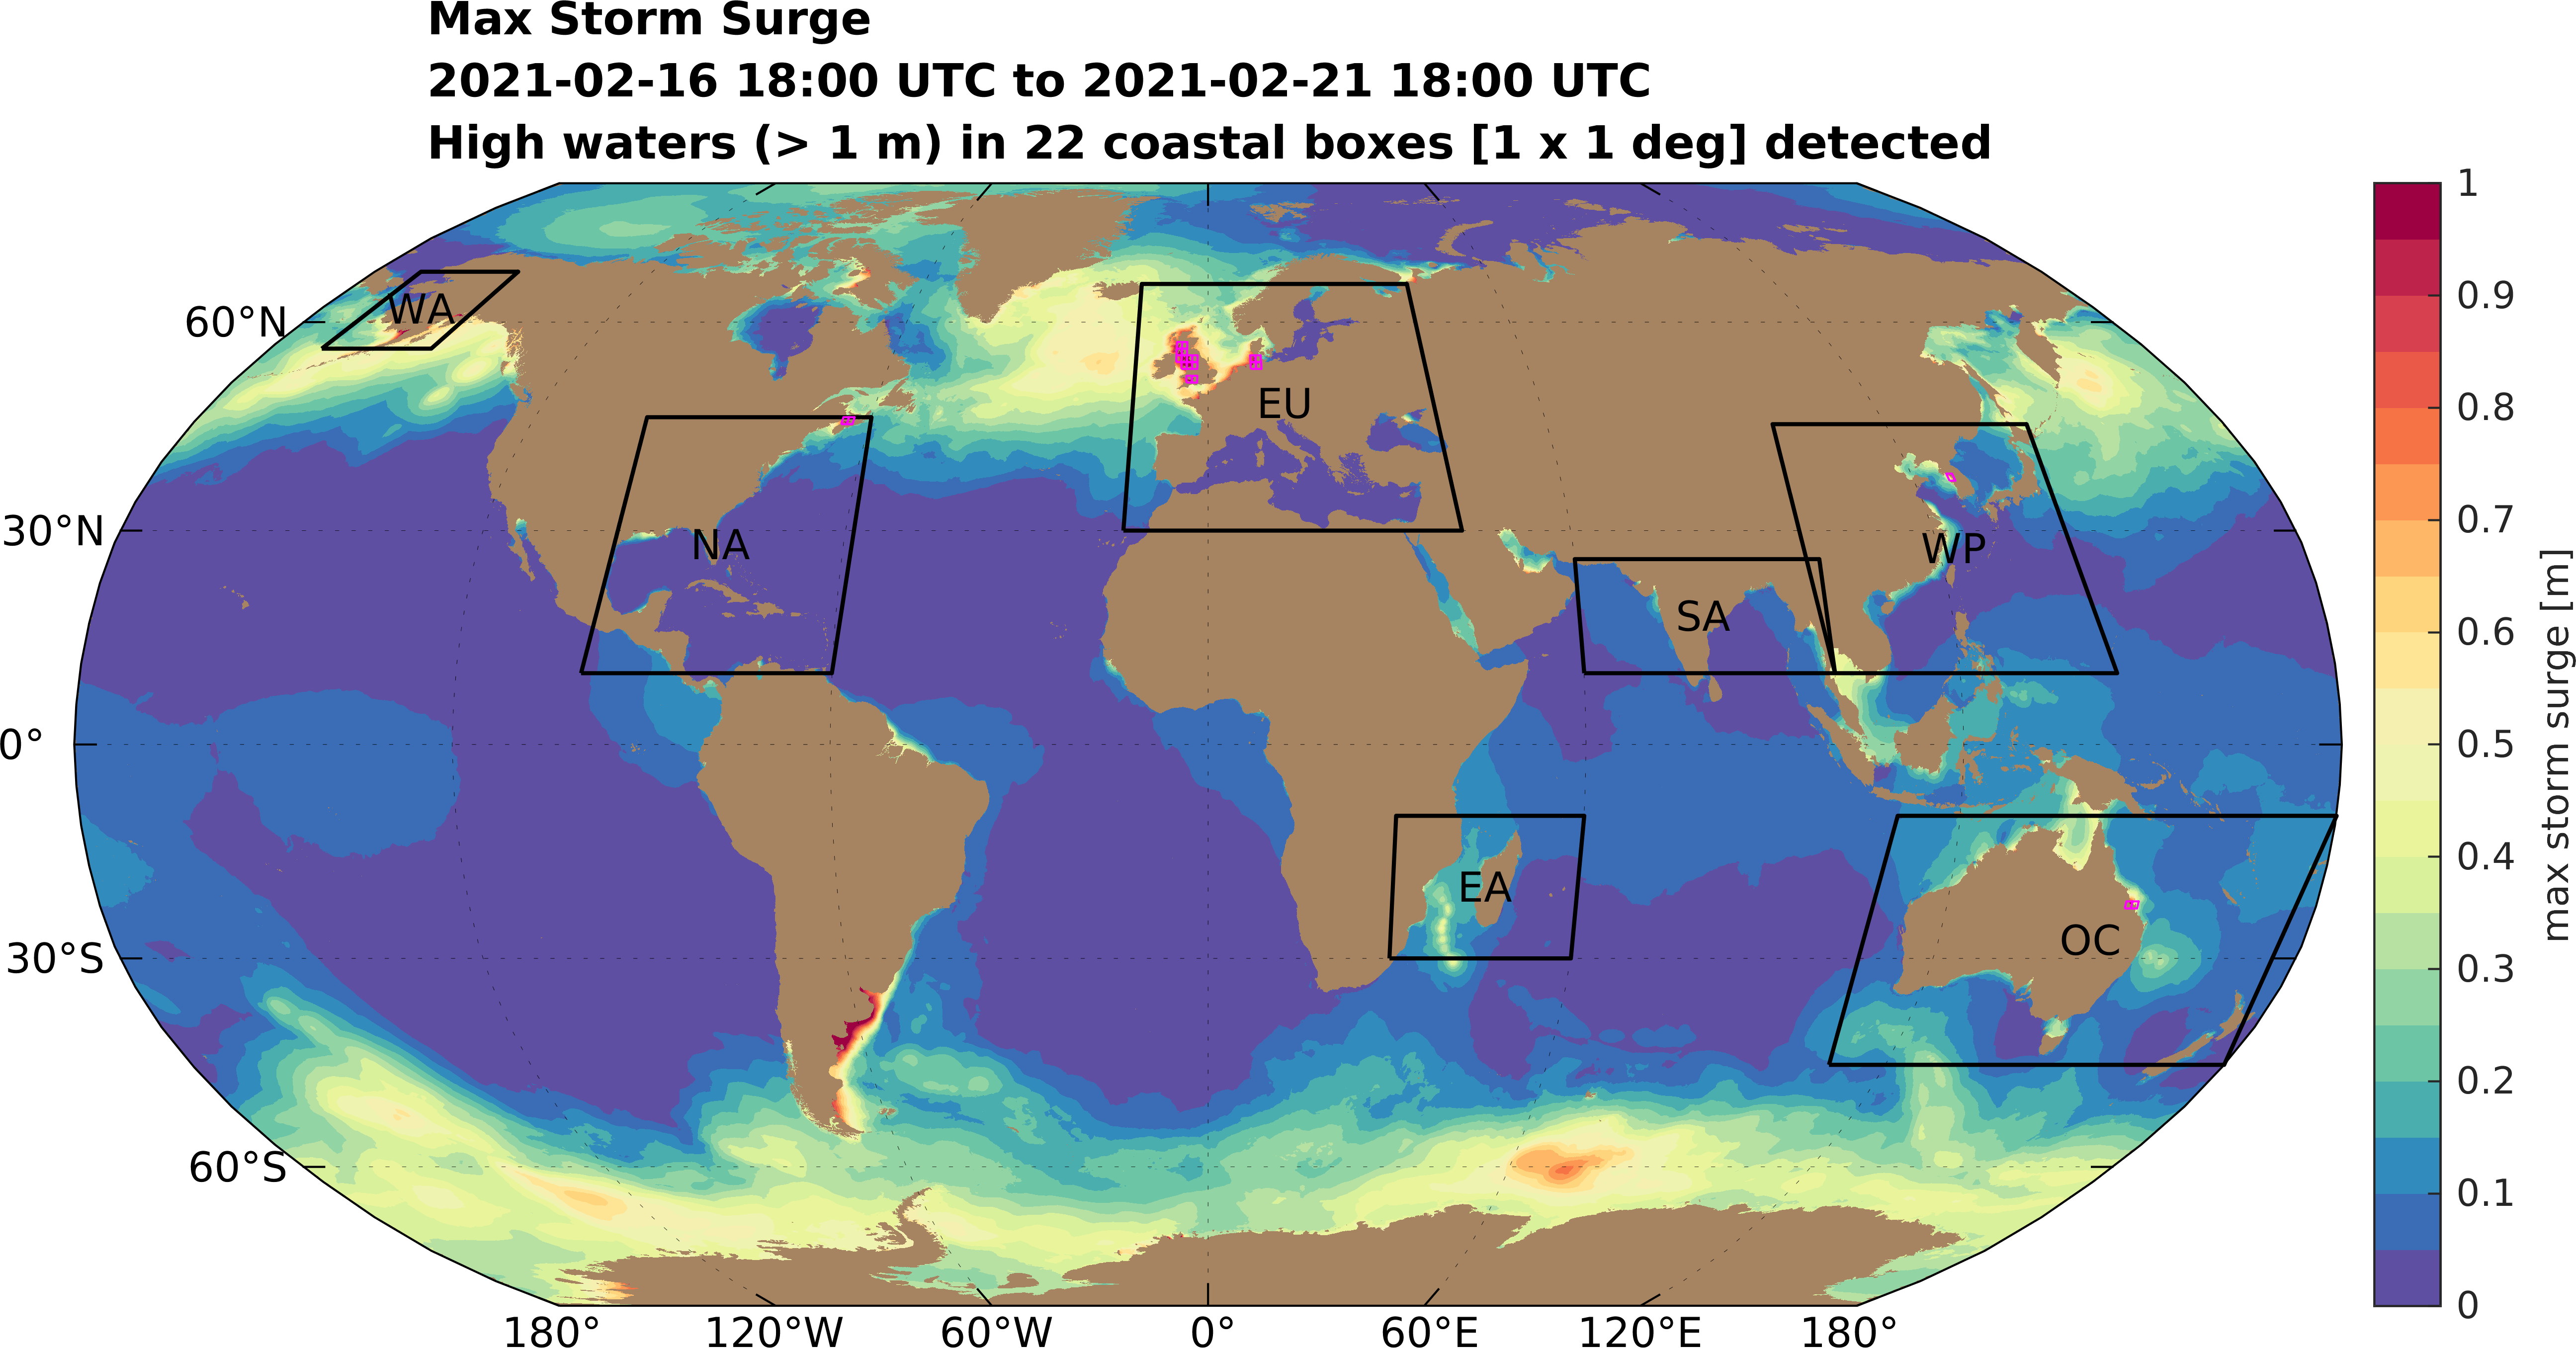 Max Storm Surge
2021-02-16 18:00 UTC to 2021-02-21 18:00 UTC
High waters (> 1 m) in 22 coastal boxes [1 x 1 deg] detected
60°N
30°N
0°
30°S
60°S
WA
NA
EU
SA
WP
EA
OC
180°
120°W
60°W
0°
60°E
120°E
180°
1
0.9
0.8
0.7
0.6
0.5
0.4
0.3
0.2
0.1
0
max storm surge [m]